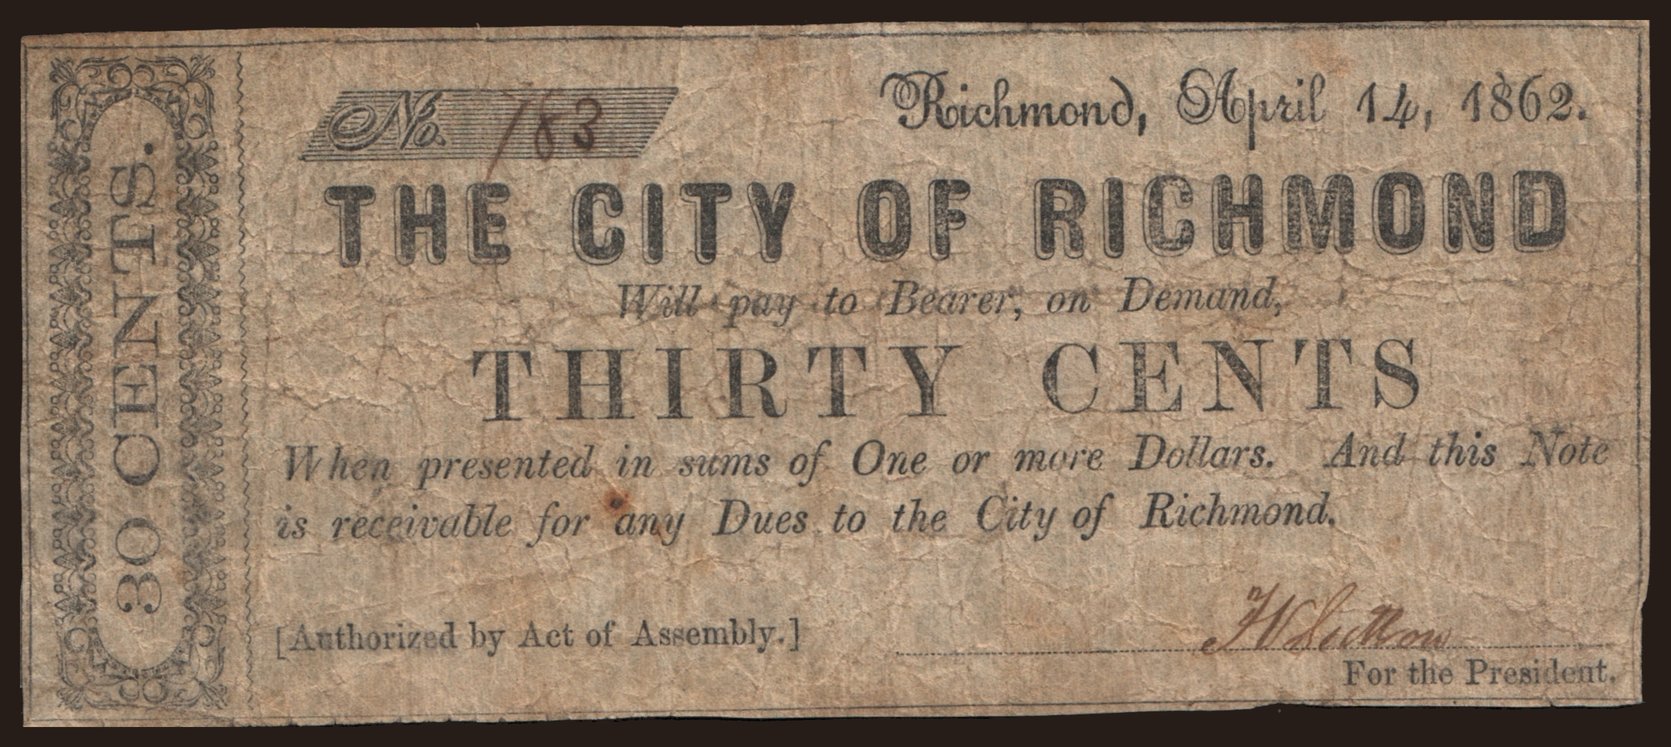 30 CENTS.
No. 783
Richmond, April 14, 1862.
THE CITY OF RICHMOND
Will pay to Bearer, on Demand,
THIRTY CENTS
When presented in sums of One or more Dollars. And this Note
is receivable for any Dues to the City of Richmond.
[Authorized by Act of Assembly.]
For the President.